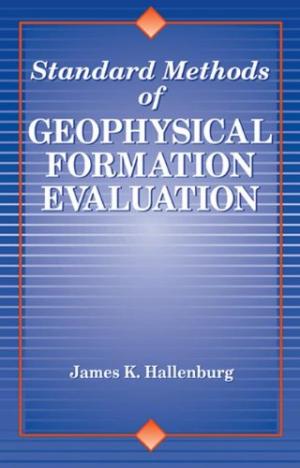 Standard Methods
of
GEOPHYSICAL
FORMATION
EVALUATION
James K. Hallenburg